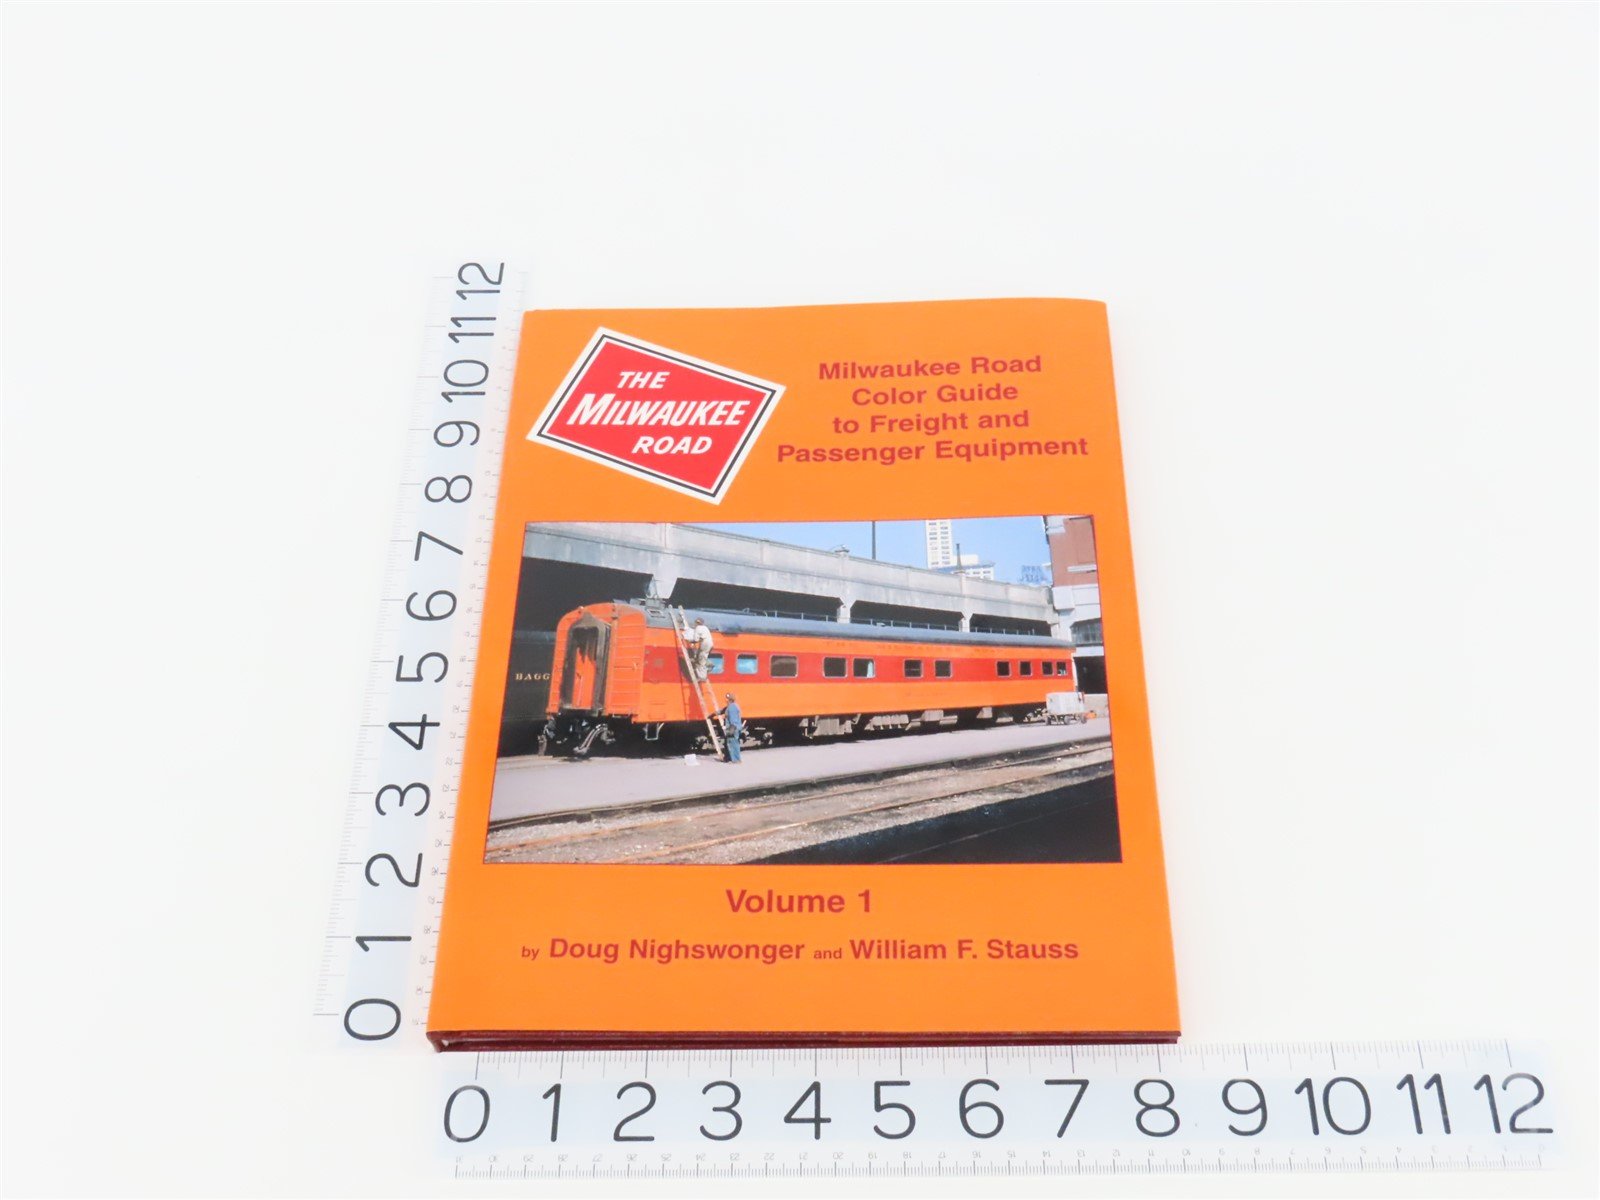 THE
MILWAUKEE
ROAD
Milwaukee Road
Color Guide
to Freight and
Passenger Equipment
BAGG
Volume 1
by Doug Nighswonger and William F. Stauss
12
11
10
9
8
7
6
5
4
3
2
1
0
0 1 2 3 4 5 6 7 8 9 10 11 12